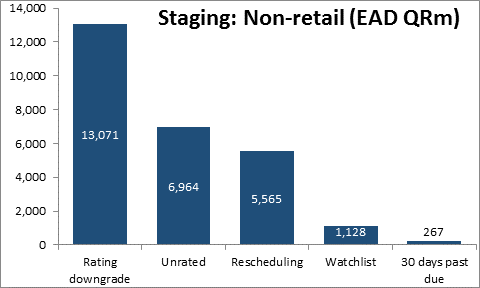 Staging: Non-retail (EAD QRm)
14,000
12,000
10,000
8,000
6,000
4,000
2,000
0
13,071
6,964
5,565
1,128
267
Rating
downgrade
Unrated
Rescheduling
Watchlist
30 days past
due